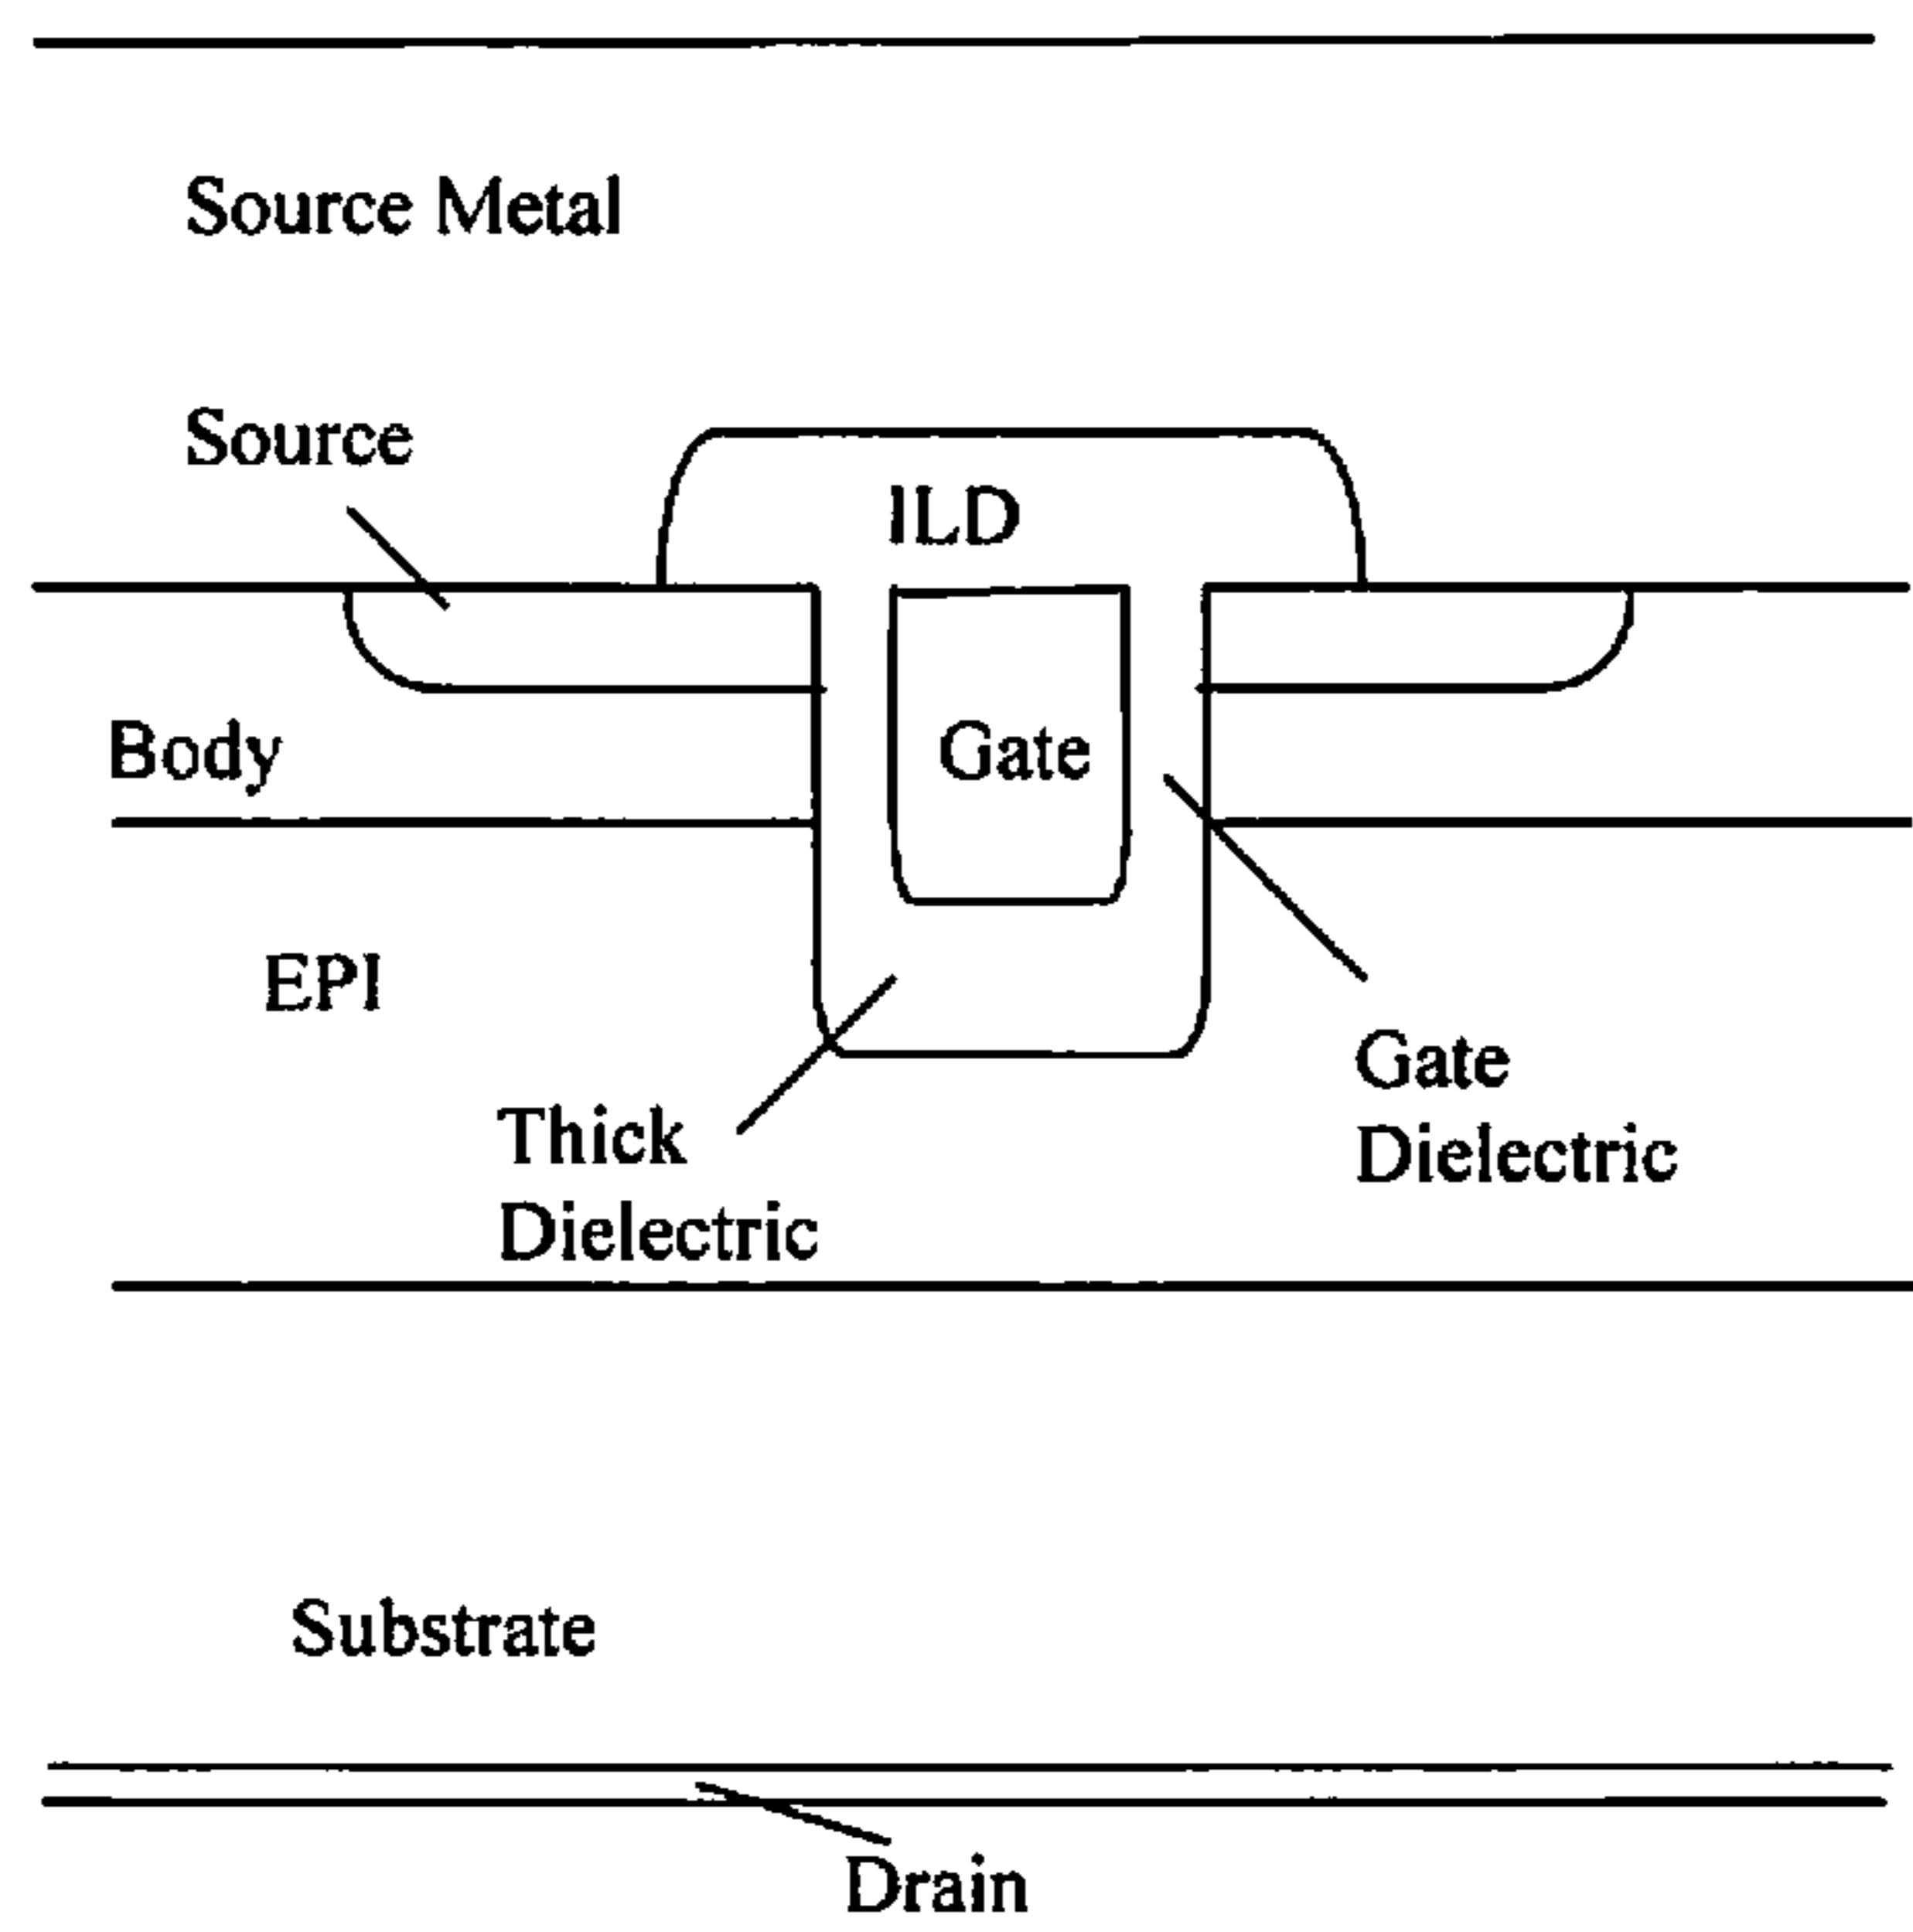 Source Metal
Source
ILD
Body
Gate
EPI
Gate
Dielectric
Thick
Dielectric
Substrate
Drain